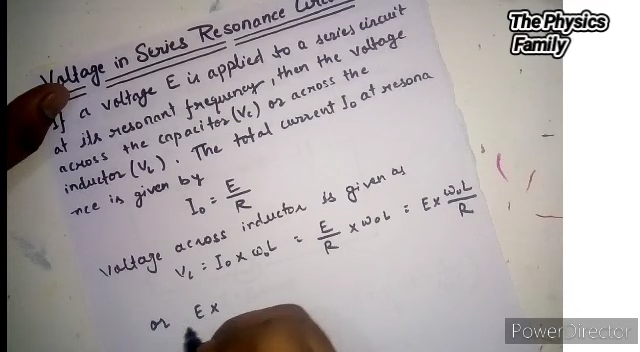 Voltage in Series Resonance
If a voltage E is applied to a series circuit
at its resonant frequency, then the voltage
across the capacitor (Vc) or across the
inductor (VL). The total current I₀ at resona
nce is given by
I₀ = E/R
Voltage across inductor is given as
VL = I₀ × ω₀L = E/R × ω₀L = E × ω₀L/R
or E ×
The Physics
Family
PowerDirector